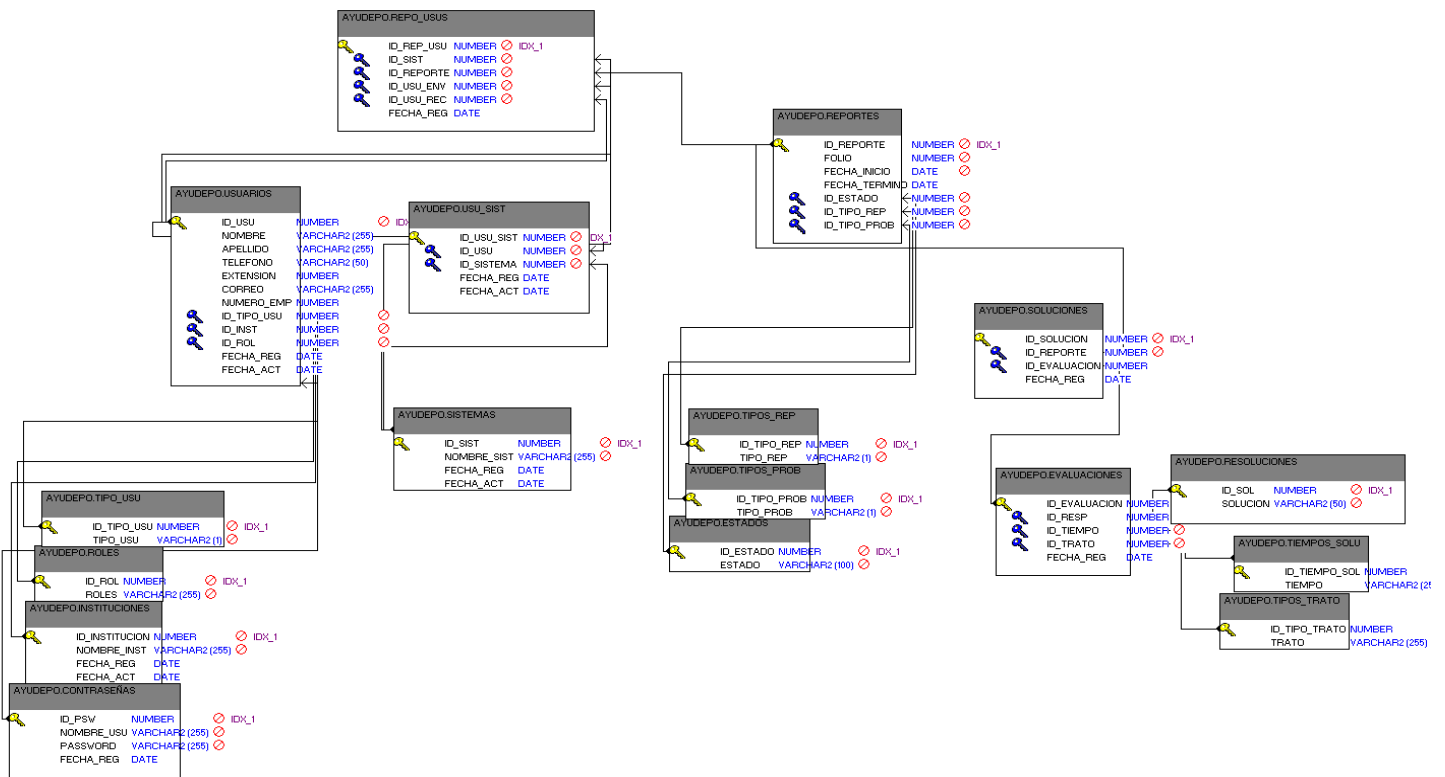 AYUDEPO.REPO_USUS
ID_REP_USU NUMBER IDX_1
ID_SIST NUMBER
ID_REPORTE NUMBER
ID_USU_ENV NUMBER
ID_USU_REC NUMBER
FECHA_REG DATE
AYUDEPO.REPORTES
ID_REPORTE NUMBER IDX_1
FOLIO NUMBER
FECHA_INICIO DATE
FECHA_TERMINO DATE
ID_ESTADO NUMBER
ID_TIPO_REP NUMBER
ID_TIPO_PROB NUMBER
AYUDEPO.USUARIOS
ID_USU NUMBER
NOMBRE VARCHAR2 (255)
APELLIDO VARCHAR2 (255)
TELEFONO VARCHAR2 (50)
EXTENSION NUMBER
CORREO VARCHAR2 (255)
NUMERO_EMP NUMBER
ID_TIPO_USU NUMBER
ID_INST NUMBER
ID_ROL NUMBER
FECHA_REG DATE
FECHA_ACT DATE
AYUDEPO.USU_SIST
ID_USU_SIST NUMBER IDX_1
ID_USU NUMBER
ID_SISTEMA NUMBER
FECHA_REG DATE
FECHA_ACT DATE
AYUDEPO.SOLUCIONES
ID_SOLUCION NUMBER IDX_1
ID_REPORTE NUMBER
ID_EVALUACION NUMBER
FECHA_REG DATE
AYUDEPO.SISTEMAS
ID_SIST NUMBER IDX_1
NOMBRE_SIST VARCHAR2 (255)
FECHA_REG DATE
FECHA_ACT DATE
AYUDEPO.TIPOS_REP
ID_TIPO_REP NUMBER IDX_1
TIPO_REP VARCHAR2 (1)
AYUDEPO.TIPOS_PROB
ID_TIPO_PROB NUMBER IDX_1
TIPO_PROB VARCHAR2 (1)
AYUDEPO.ESTADOS
ID_ESTADO NUMBER IDX_1
ESTADO VARCHAR2 (100)
AYUDEPO.EVALUACIONES
ID_EVALUACION NUMBER
ID_RESP NUMBER
ID_TIEMPO NUMBER
ID_TRATO NUMBER
FECHA_REG DATE
AYUDEPO.RESOLUCIONES
ID_SOL NUMBER IDX_1
SOLUCION VARCHAR2 (50)
AYUDEPO.TIEMPOS_SOLU
ID_TIEMPO_SOL NUMBER
TIEMPO
AYUDEPO.TIPOS_TRATO
ID_TIPO_TRATO NUMBER
TRATO VARCHAR2 (255)
AYUDEPO.TIPO_USU
ID_TIPO_USU NUMBER IDX_1
TIPO_USU VARCHAR2 (1)
AYUDEPO.ROLES
ID_ROL NUMBER IDX_1
ROLES VARCHAR2 (255)
AYUDEPO.INSTITUCIONES
ID_INSTITUCION NUMBER IDX_1
NOMBRE_INST VARCHAR2 (255)
FECHA_REG DATE
FECHA_ACT DATE
AYUDEPO.CONTRASEÑAS
ID_PSW NUMBER IDX_1
NOMBRE_USU VARCHAR2 (255)
PASSWORD VARCHAR2 (255)
FECHA_REG DATE